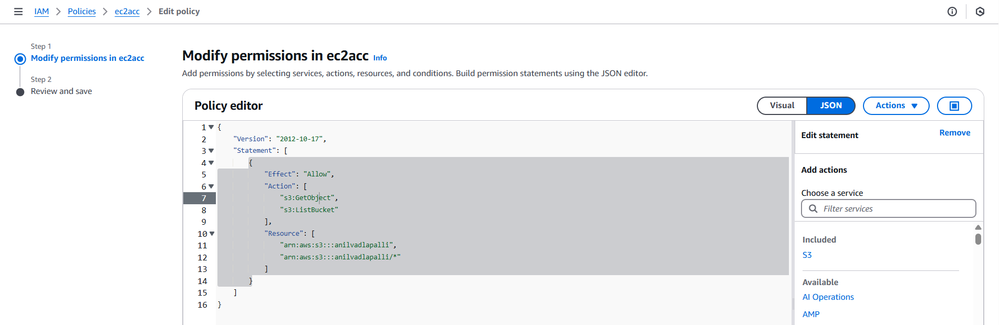 IAM > Policies > ec2acc > Edit policy
Step 1
Modify permissions in ec2acc
Step 2
Review and save
Modify permissions in ec2acc Info
Add permissions by selecting services, actions, resources, and conditions. Build permission statements using the JSON editor.
Policy editor
Visual JSON Actions
1 {
2 "Version": "2012-10-17",
3 "Statement": [
4 {
5 "Effect": "Allow",
6 "Action": [
7 "s3:GetObject",
8 "s3:ListBucket"
9 ],
10 "Resource": [
11 "arn:aws:s3:::anilvadlapalli",
12 "arn:aws:s3:::anilvadlapalli/*"
13 ]
14 }
15 ]
16 }
Edit statement Remove
Add actions
Choose a service
Filter services
Included
S3
Available
AI Operations
AMP